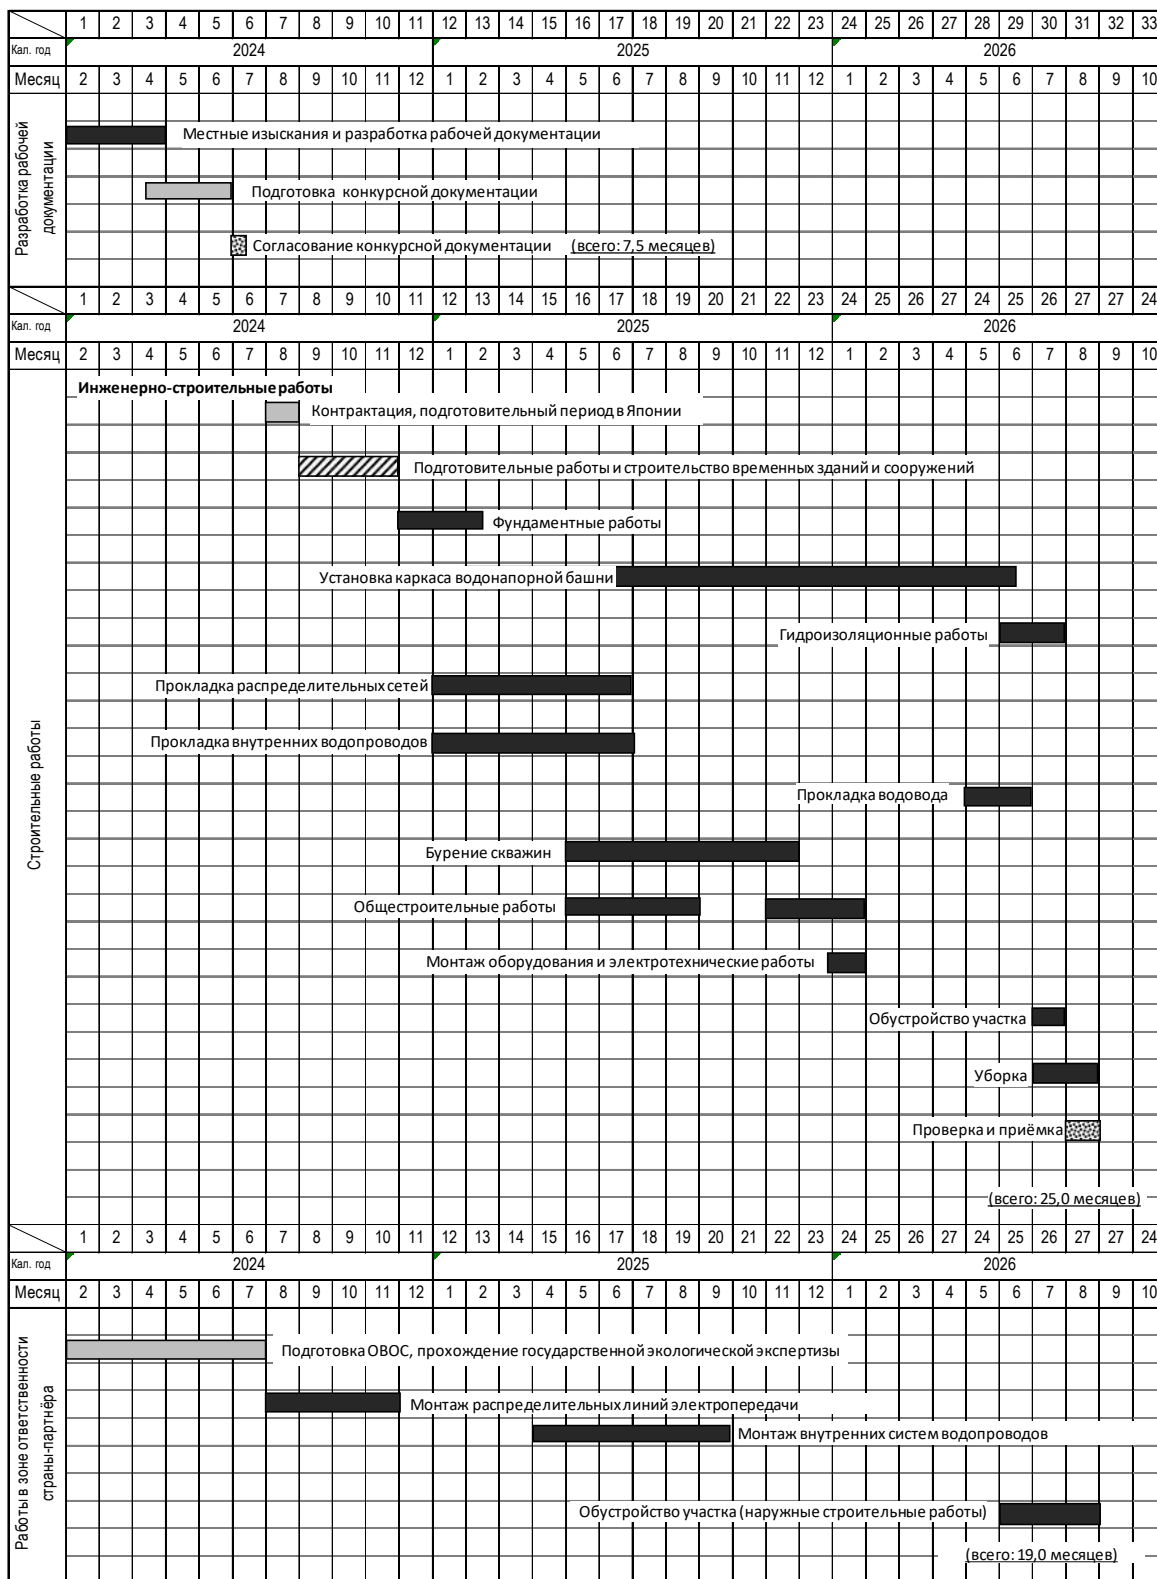 1 2 3 4 5 6 7 8 9 10 11 12 13 14 15 16 17 18 19 20 21 22 23 24 25 26 27 28 29 30 31 32 33
Кал. год 2024 2025 2026
Месяц 2 3 4 5 6 7 8 9 10 11 12 1 2 3 4 5 6 7 8 9 10 11 12 1 2 3 4 5 6 7 8 9 10
Разработка рабочей
документации
Местные изыскания и разработка рабочей документации
Подготовка конкурсной документации
Согласование конкурсной документации (всего: 7,5 месяцев)
1 2 3 4 5 6 8 9 10 11 12 13 14 15 16 17 18 19 20 21 22 23 24 25 26 27 24 25 26 27 27 24
Кал. год 2024 2025 2026
Месяц 2 3 4 5 6 7 8 9 10 11 12 1 2 3 4 5 6 7 8 9 10 11 12 1 2 3 4 5 6 7 8 9 10
Строительные работы
Инженерно-строительные работы
Контрактация, подготовительный период в Японии
Подготовительные работы и строительство временных зданий и сооружений
Фундаментные работы
Установка каркаса водонапорной башни
Гидроизоляционные работы
Прокладка распределительных сетей
Прокладка внутренних водопроводов
Прокладка водовода
Бурение скважин
Общестроительные работы
Монтаж оборудования и электротехнические работы
Обустройство участка
Уборка
Проверка и приёмка
(всего: 25,0 месяцев)
1 2 3 4 5 6 7 8 9 10 11 12 13 14 15 16 17 18 19 20 21 22 23 24 25 26 27 24 25 27 27 24
Кал. год 2024 2025 2026
Месяц 2 3 4 5 6 7 8 9 10 11 12 1 2 3 4 5 6 7 8 9 10 11 12 1 2 3 4 5 6 7 8 9 10
Работы в зоне ответственности
страны-партнёра
Подготовка ОВОС, прохождение государственной экологической экспертизы
Монтаж распределительных линий электропередачи
Монтаж внутренних систем водопроводов
Обустройство участка (наружные строительные работы)
(всего: 19,0 месяцев)